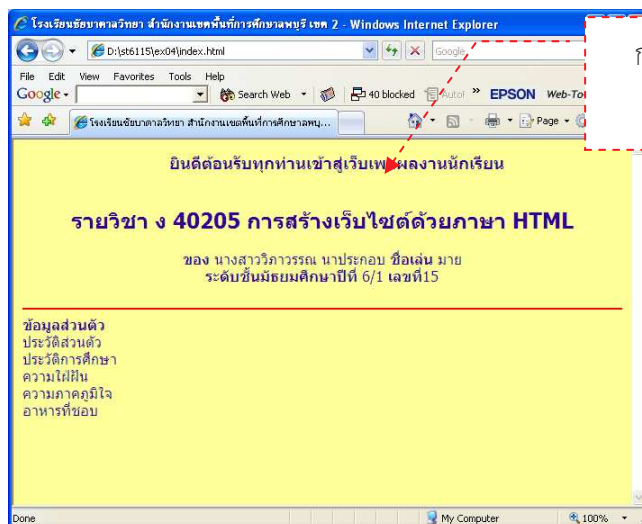 โรงเรียนชัยบาดาลวิทยา สำนักงานเขตพื้นที่การศึกษาลพบุรี เขต 2 - Windows Internet Explorer
ก
D:\st6115\ex04\index.html
Google
File Edit View Favorites Tools Help
Google
Search Web
40 blocked
AutoF
EPSON Web-To
โรงเรียนชัยบาดาลวิทยา สำนักงานเขตพื้นที่การศึกษาลพบุ...
Page
ยินดีต้อนรับทุกท่านเข้าสู่เว็บเพจผลงานนักเรียน
รายวิชา ง 40205 การสร้างเว็บไซต์ด้วยภาษา HTML
ของ นางสาววิภาวรรณ นาประกอบ ชื่อเล่น มาย
ระดับชั้นมัธยมศึกษาปีที่ 6/1 เลขที่15
ข้อมูลส่วนตัว
ประวัติส่วนตัว
ประวัติการศึกษา
ความใฝ่ฝัน
ความภาคภูมิใจ
อาหารที่ชอบ
Done
My Computer
100%